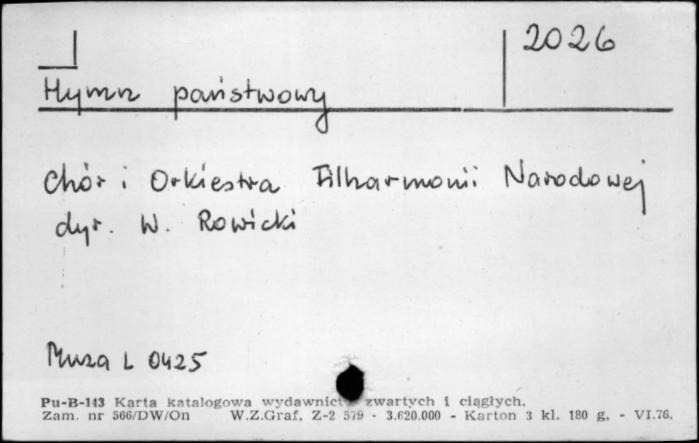 2026
Hymn państwowy
Chór i Orkiestra Filharmonii Narodowej
dyr. W. Rowicki
Muza L 0425
Pu-B-143 Karta katalogowa wydawnictw zwartych i ciągłych.
Zam. nr 566/DW/On W.Z.Graf. Z-2 579 - 3.620.000 - Karton 3 kl. 180 g. - VI.76.